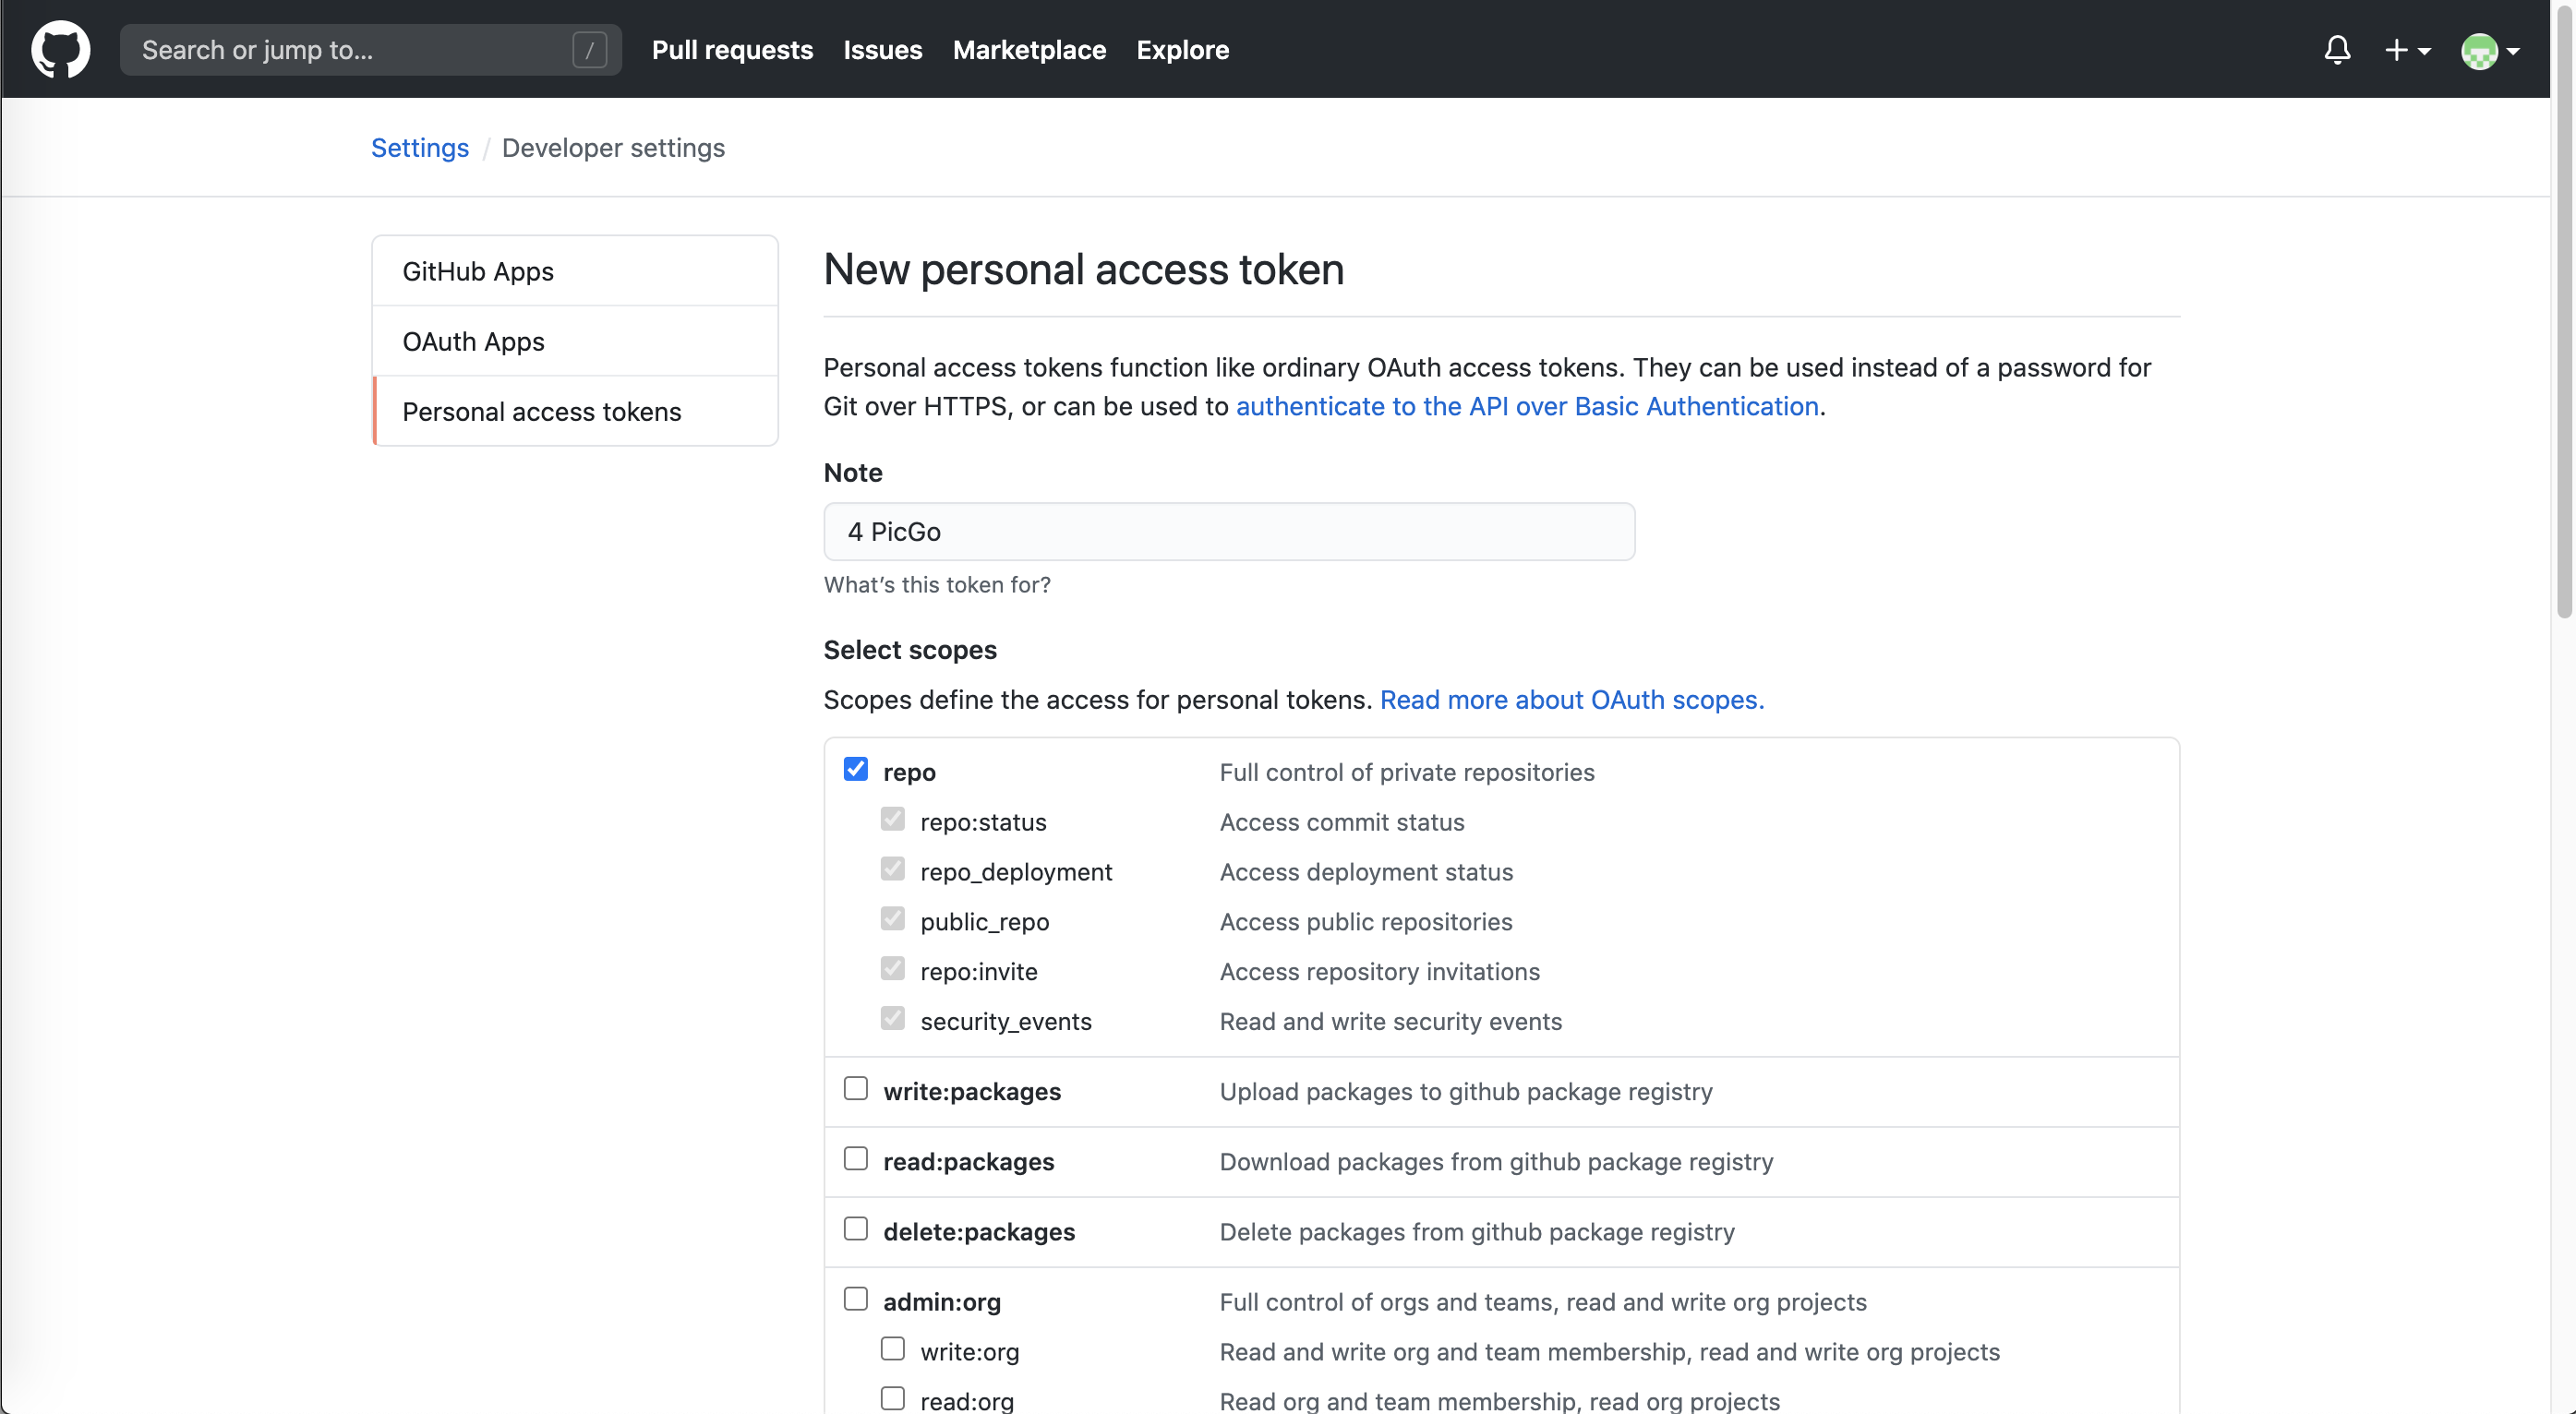 Search or jump to...
/
Pull requests
Issues
Marketplace
Explore
Settings / Developer settings
GitHub Apps
OAuth Apps
Personal access tokens
New personal access token
Personal access tokens function like ordinary OAuth access tokens. They can be used instead of a password for
Git over HTTPS, or can be used to authenticate to the API over Basic Authentication.
Note
4 PicGo
What's this token for?
Select scopes
Scopes define the access for personal tokens. Read more about OAuth scopes.
repo Full control of private repositories
repo:status Access commit status
repo_deployment Access deployment status
public_repo Access public repositories
repo:invite Access repository invitations
security_events Read and write security events
write:packages Upload packages to github package registry
read:packages Download packages from github package registry
delete:packages Delete packages from github package registry
admin:org Full control of orgs and teams, read and write org projects
write:org Read and write org and team membership, read and write org projects
read:org Read org and team membership, read org projects